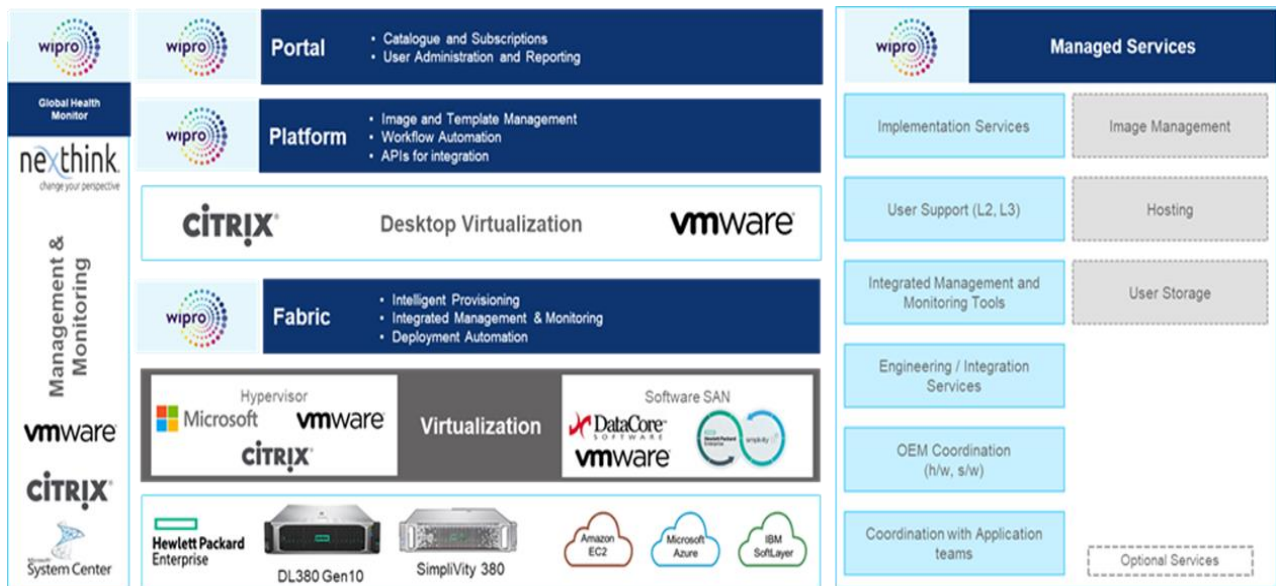 wipro
Global Health
Monitor
nexthink
change your perspective
Management &
Monitoring
vmware
CITRIX
Microsoft
System Center
wipro
Portal
• Catalogue and Subscriptions
• User Administration and Reporting
wipro
Platform
• Image and Template Management
• Workflow Automation
• APIs for integration
CITRIX
Desktop Virtualization
vmware
wipro
Fabric
• Intelligent Provisioning
• Integrated Management & Monitoring
• Deployment Automation
Hypervisor
Microsoft
vmware
CITRIX
Virtualization
Software SAN
DataCore
SOFTWARE
vmware
Hewlett Packard
Enterprise
simplivity
Hewlett Packard
Enterprise
DL380 Gen10
SimpliVity 380
Amazon
EC2
Microsoft
Azure
IBM
SoftLayer
wipro
Managed Services
Implementation Services
Image Management
User Support (L2, L3)
Hosting
Integrated Management and
Monitoring Tools
User Storage
Engineering / Integration
Services
OEM Coordination
(h/w, s/w)
Coordination with Application
teams
Optional Services